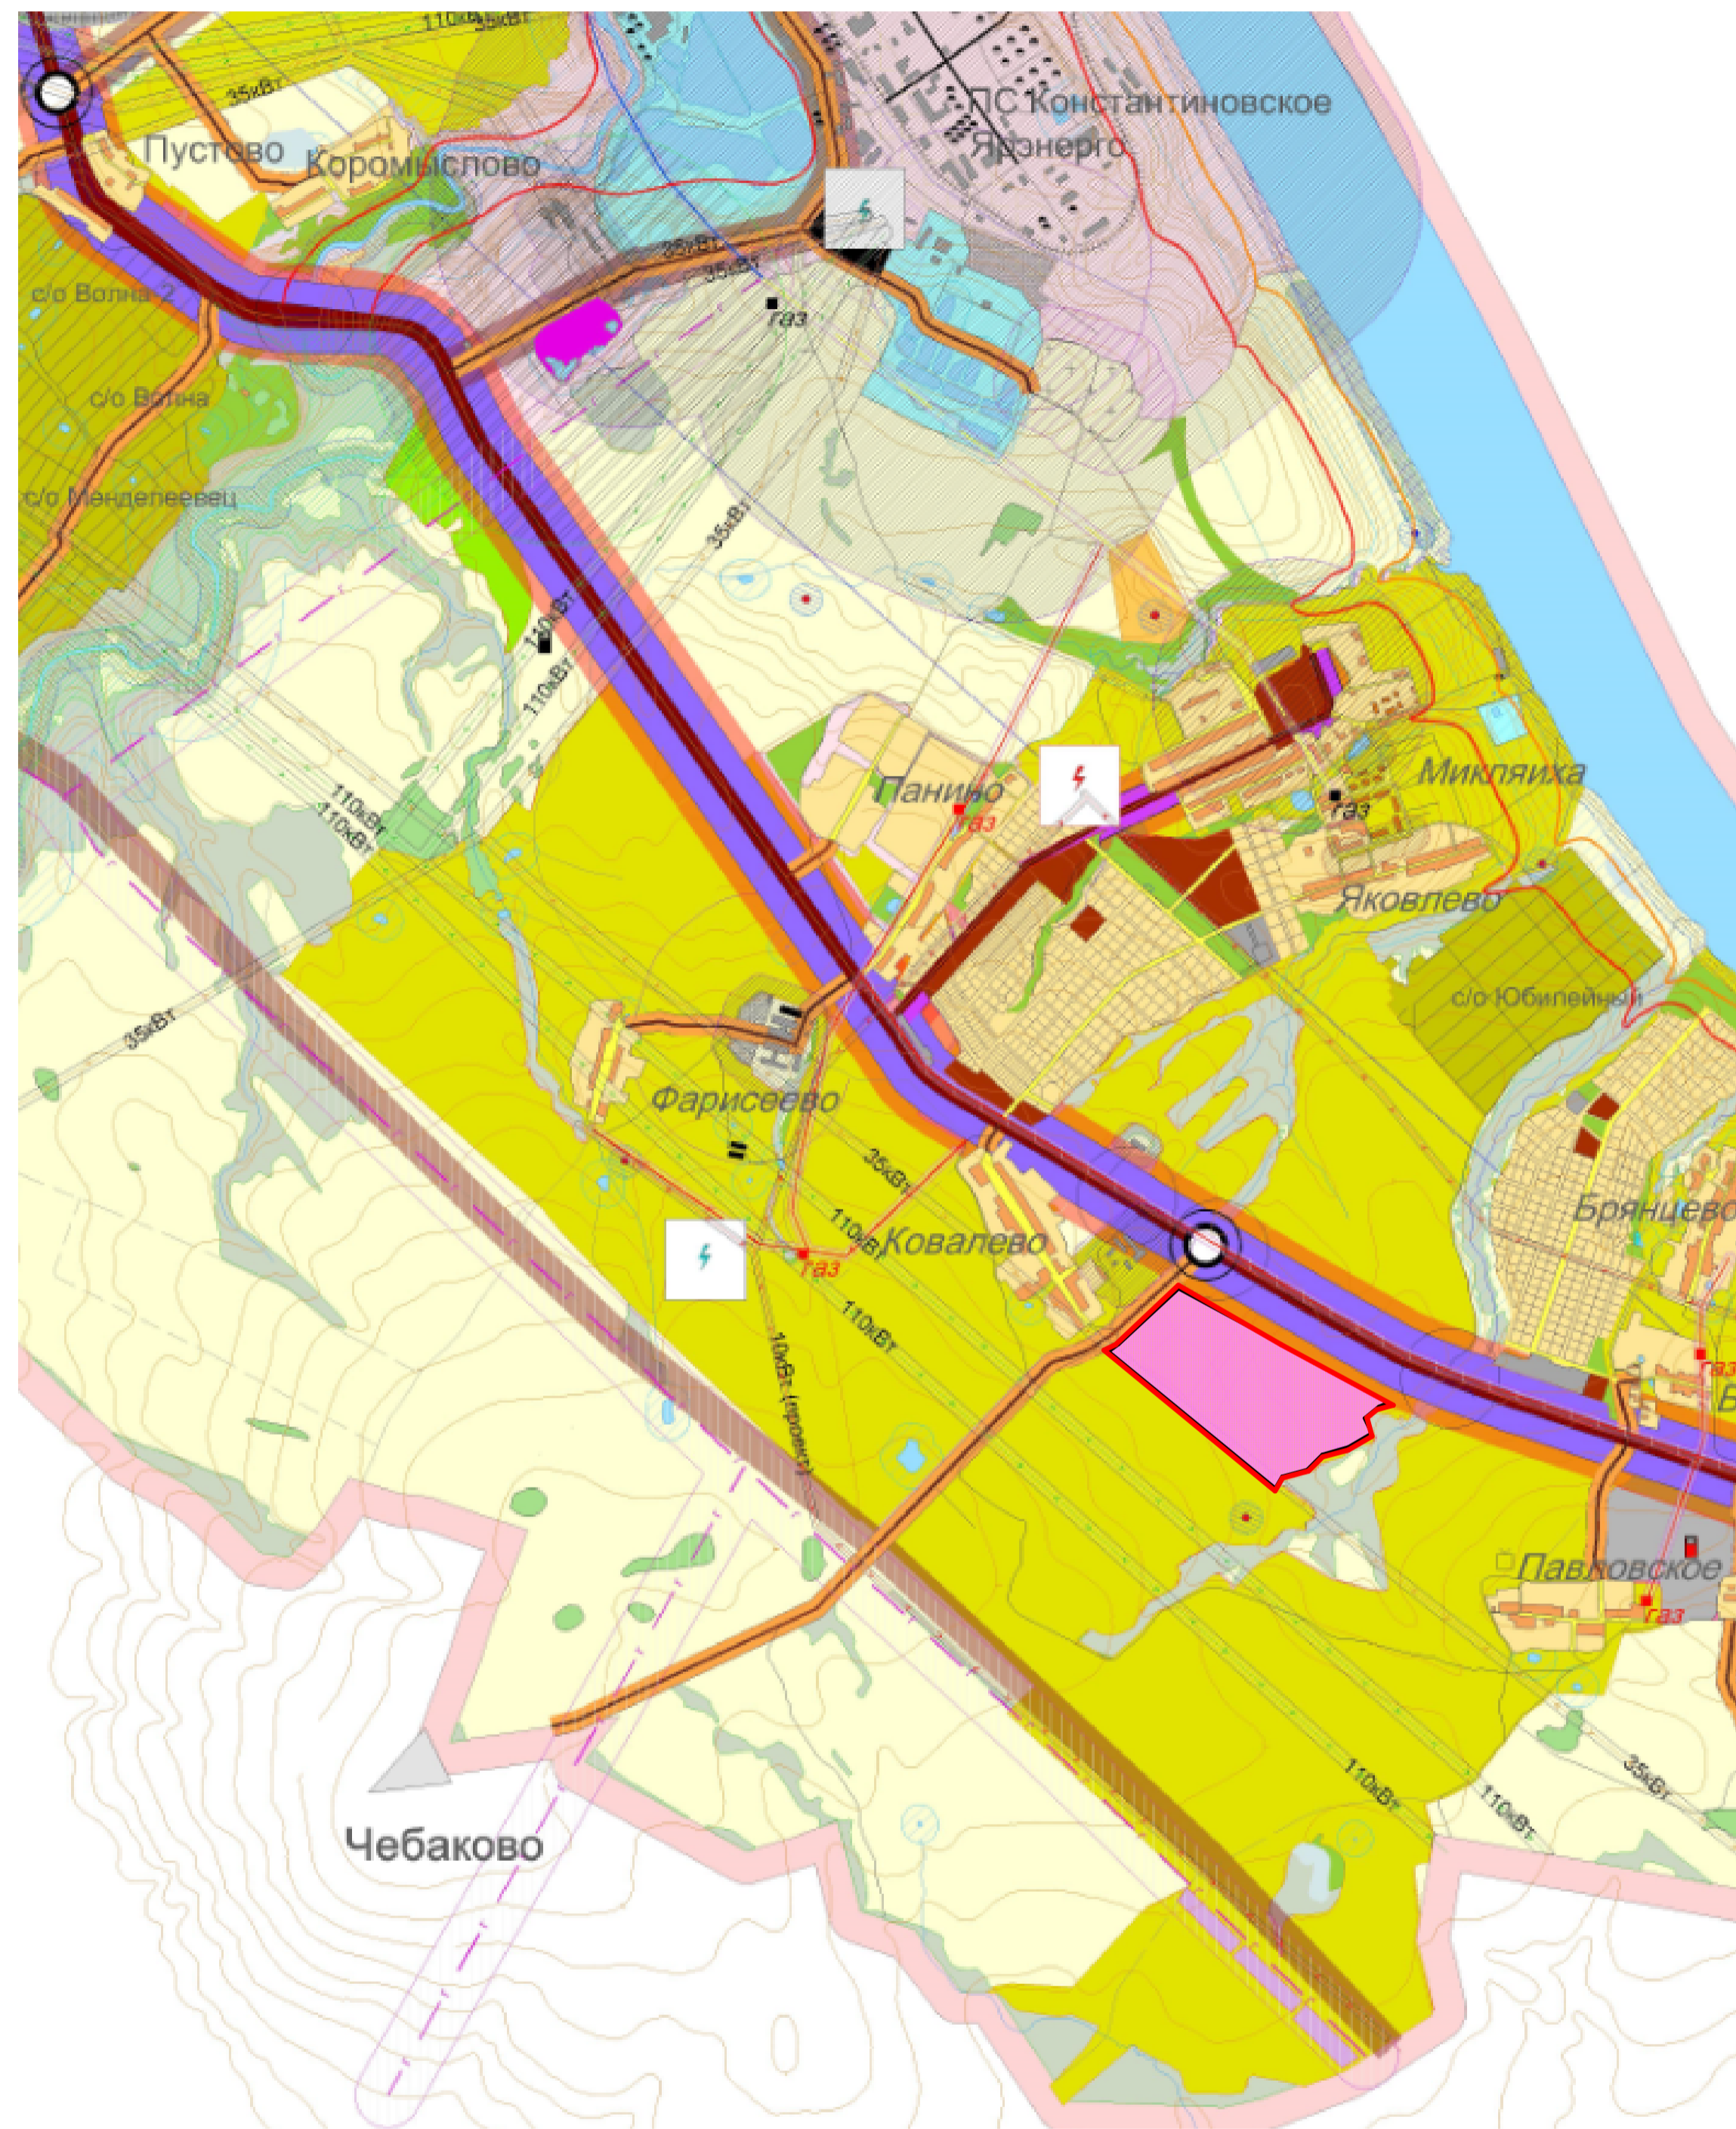 110кВт
35кВт
35кВт
ПС Константиновское
Ярэнерго
Пустово
Коромыслово
35кВт
35кВт
с/о Волна-2
газ
с/о Волна
с/о Менделеевец
35кВт
110кВт
110кВт
Панино
газ
Микляиха
газ
110кВт
110кВт
Яковлево
с/о Юбилейный
35кВт
Фарисеево
35кВт
110кВт
Ковалево
газ
Брянцево
110кВт
10кВт (проект)
газ
В
Павловское
газ
35кВт
110кВт
110кВт
Чебаково